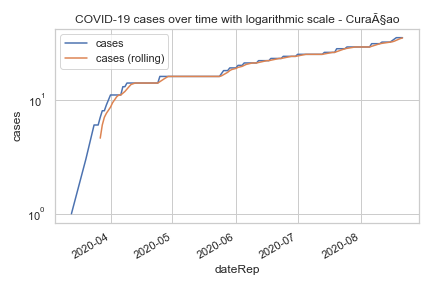 COVID-19 cases over time with logarithmic scale - CuraÃ§ao
cases
cases (rolling)
10¹
10⁰
cases
2020-04
2020-05
2020-06
2020-07
2020-08
dateRep